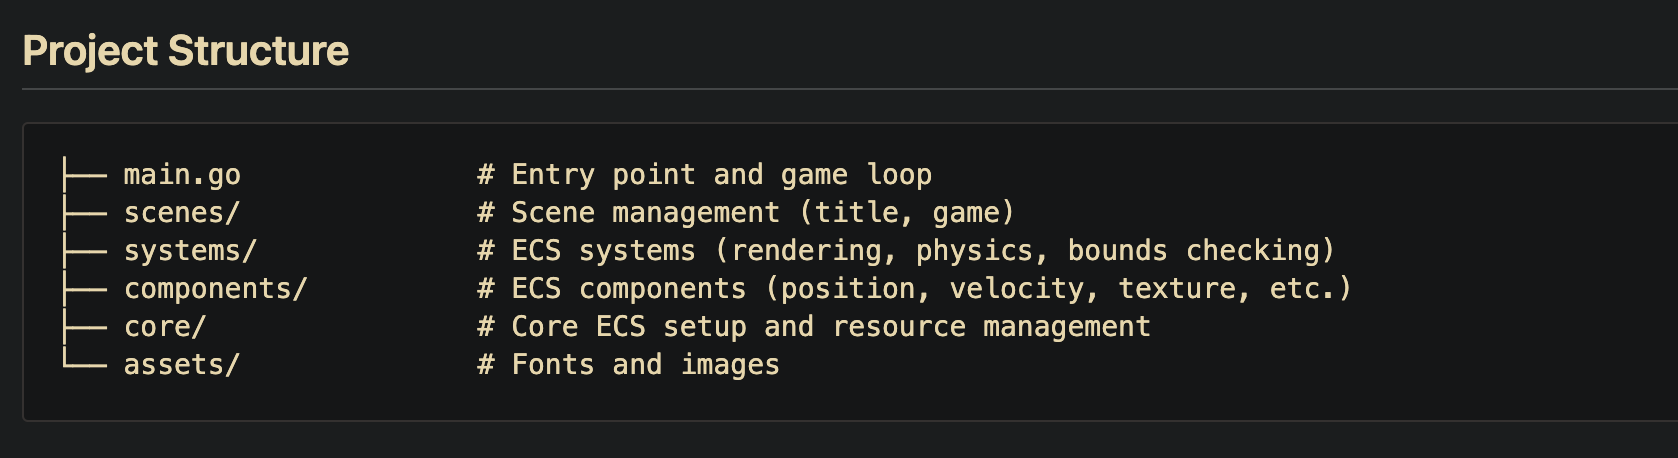 Project Structure
├── main.go              # Entry point and game loop
├── scenes/              # Scene management (title, game)
├── systems/             # ECS systems (rendering, physics, bounds checking)
├── components/          # ECS components (position, velocity, texture, etc.)
├── core/                # Core ECS setup and resource management
└── assets/              # Fonts and images